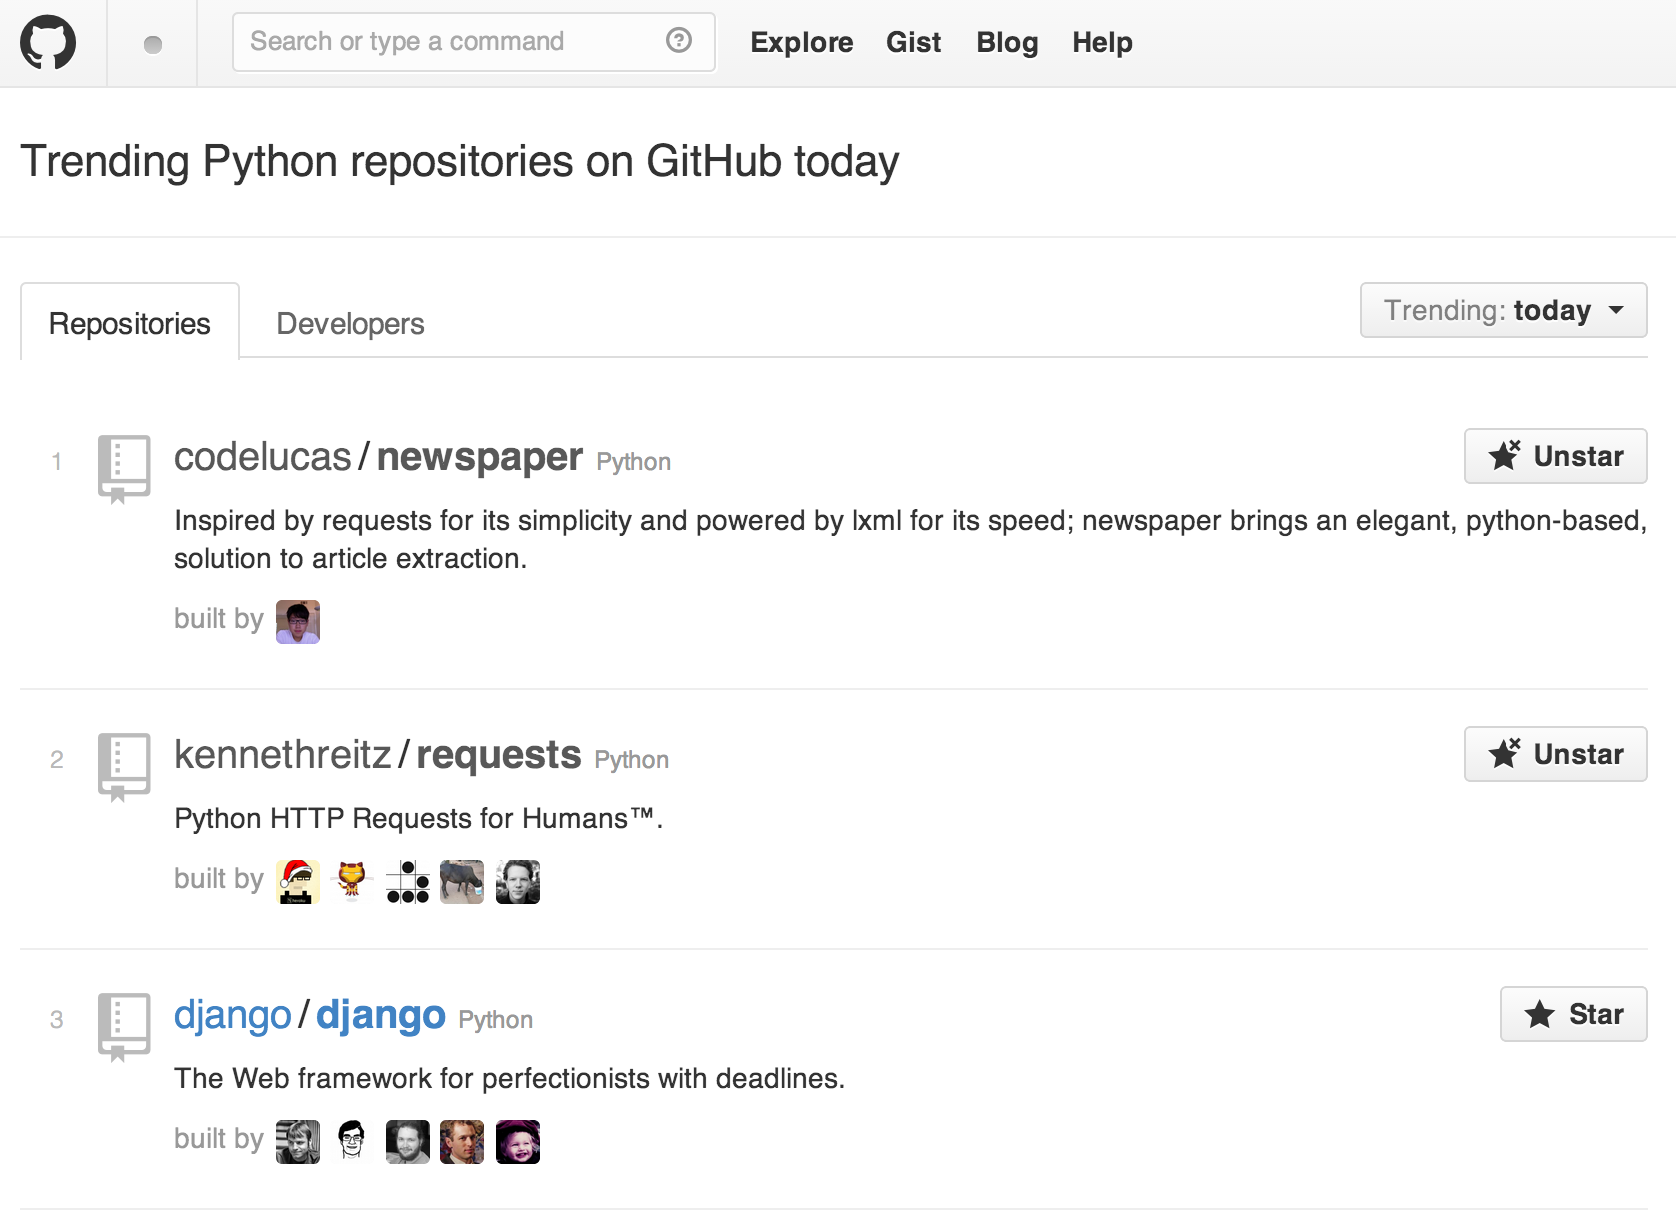 Search or type a command
Explore Gist Blog Help
Trending Python repositories on GitHub today
Repositories Developers Trending: today
1 codelucas/newspaper Python Unstar
Inspired by requests for its simplicity and powered by lxml for its speed; newspaper brings an elegant, python-based,
solution to article extraction.
built by
2 kennethreitz/requests Python Unstar
Python HTTP Requests for Humans™.
built by
3 django/django Python Star
The Web framework for perfectionists with deadlines.
built by